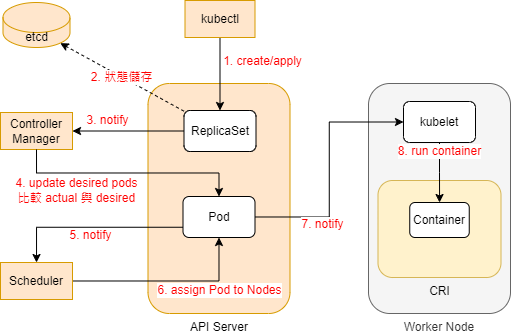 etcd
kubectl
1. create/apply
2. 狀態儲存
ReplicaSet
3. notify
Controller
Manager
4. update desired pods
比較 actual 與 desired
Pod
5. notify
Scheduler
6. assign Pod to Nodes
API Server
7. notify
kubelet
8. run container
Container
CRI
Worker Node